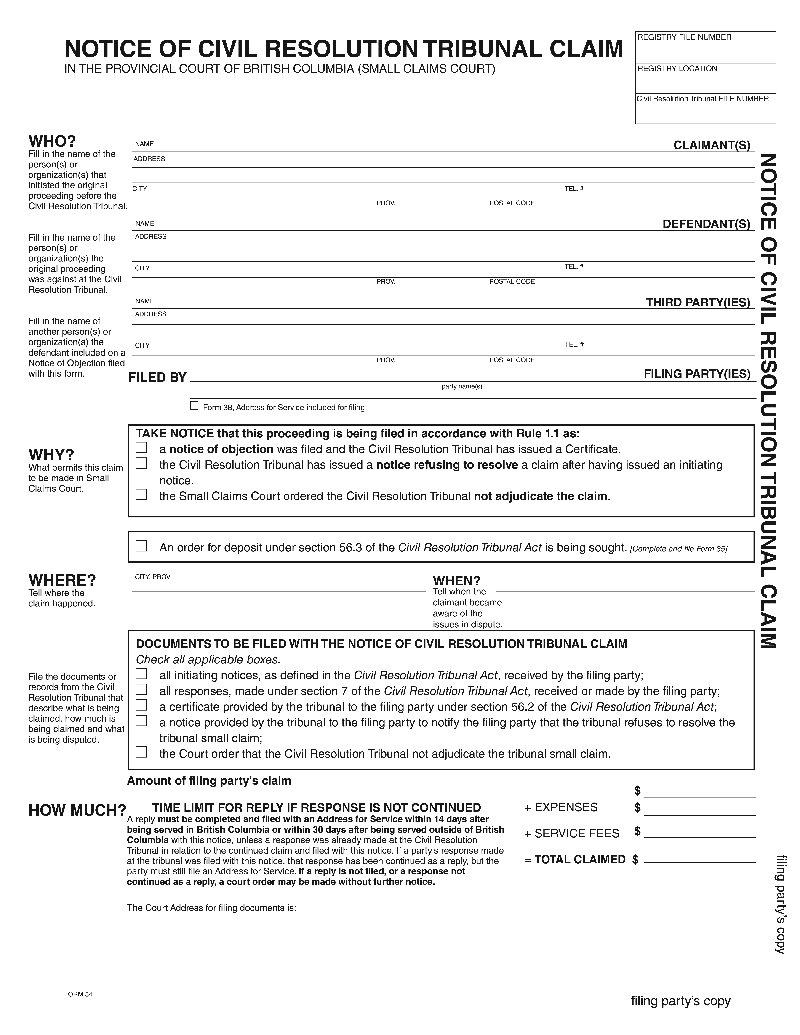 NOTICE OF CIVIL RESOLUTION TRIBUNAL CLAIM
IN THE PROVINCIAL COURT OF BRITISH COLUMBIA (SMALL CLAIMS COURT)
REGISTRY FILE NUMBER
REGISTRY LOCATION
Civil Resolution Tribunal FILE NUMBER
WHO?
Fill in the name of the
person(s) or
organization(s) that
initiated the original
proceeding before the
Civil Resolution Tribunal.
NAME
CLAIMANT(S)
ADDRESS
CITY
TEL. #
PROV.
POSTAL CODE
Fill in the name of the
person(s) or
organization(s) the
original proceeding
was against at the Civil
Resolution Tribunal.
NAME
DEFENDANT(S)
ADDRESS
CITY
TEL. #
PROV.
POSTAL CODE
Fill in the name of
another person(s) or
organization(s) the
defendant included on a
Notice of Objection filed
with this form.
NAME
THIRD PARTY(IES)
ADDRESS
CITY
TEL. #
PROV.
POSTAL CODE
FILED BY
FILING PARTY(IES)
party name(s)
Form 38, Address for Service included for filing
WHY?
What permits this claim
to be made in Small
Claims Court.
TAKE NOTICE that this proceeding is being filed in accordance with Rule 1.1 as:
a notice of objection was filed and the Civil Resolution Tribunal has issued a Certificate.
the Civil Resolution Tribunal has issued a notice refusing to resolve a claim after having issued an initiating
notice.
the Small Claims Court ordered the Civil Resolution Tribunal not adjudicate the claim.
An order for deposit under section 56.3 of the Civil Resolution Tribunal Act is being sought. [Complete and file Form 35]
WHERE?
Tell where the
claim happened.
CITY, PROV
WHEN?
Tell when the
claimant became
aware of the
issues in dispute.
File the documents or
records from the Civil
Resolution Tribunal that
describe what is being
claimed, how much is
being claimed and what
is being disputed.
DOCUMENTS TO BE FILED WITH THE NOTICE OF CIVIL RESOLUTION TRIBUNAL CLAIM
Check all applicable boxes.
all initiating notices, as defined in the Civil Resolution Tribunal Act, received by the filing party;
all responses, made under section 7 of the Civil Resolution Tribunal Act, received or made by the filing party;
a certificate provided by the tribunal to the filing party under section 56.2 of the Civil Resolution Tribunal Act;
a notice provided by the tribunal to the filing party to notify the filing party that the tribunal refuses to resolve the
tribunal small claim;
the Court order that the Civil Resolution Tribunal not adjudicate the tribunal small claim.
Amount of filing party's claim
$
HOW MUCH?
TIME LIMIT FOR REPLY IF RESPONSE IS NOT CONTINUED
A reply must be completed and filed with an Address for Service within 14 days after
being served in British Columbia or within 30 days after being served outside of British
Columbia with this notice, unless a response was already made at the Civil Resolution
Tribunal in relation to the continued claim and filed with this notice. If a party's response made
at the tribunal was filed with this notice, that response has been continued as a reply, but the
party must still file an Address for Service. If a reply is not filed, or a response not
continued as a reply, a court order may be made without further notice.
+ EXPENSES $
+ SERVICE FEES $
= TOTAL CLAIMED $
The Court Address for filing documents is:
NOTICE OF CIVIL RESOLUTION TRIBUNAL CLAIM
filing party's copy
filing party's copy